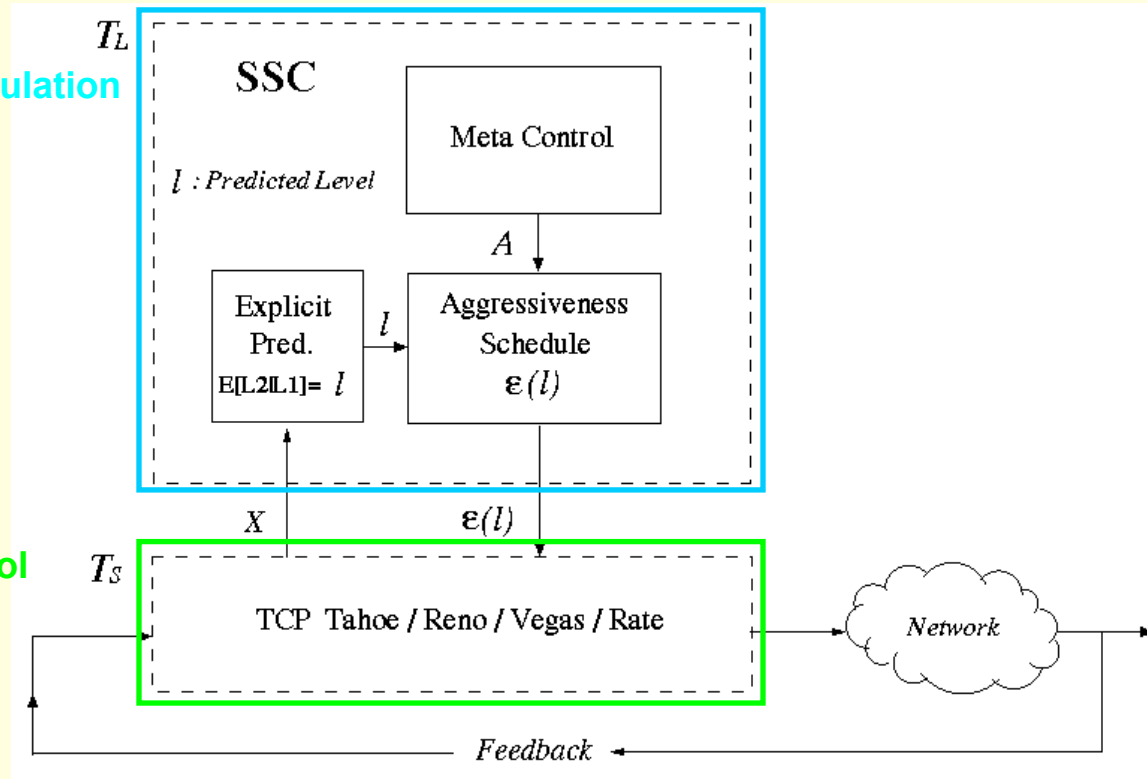 T_L
ulation
SSC
Meta Control
l : Predicted Level
A
Explicit
Pred.
E[L2|L1]= l
l
Aggressiveness
Schedule
ε(l)
X
ε(l)
ol
T_S
TCP Tahoe / Reno / Vegas / Rate
Network
Feedback